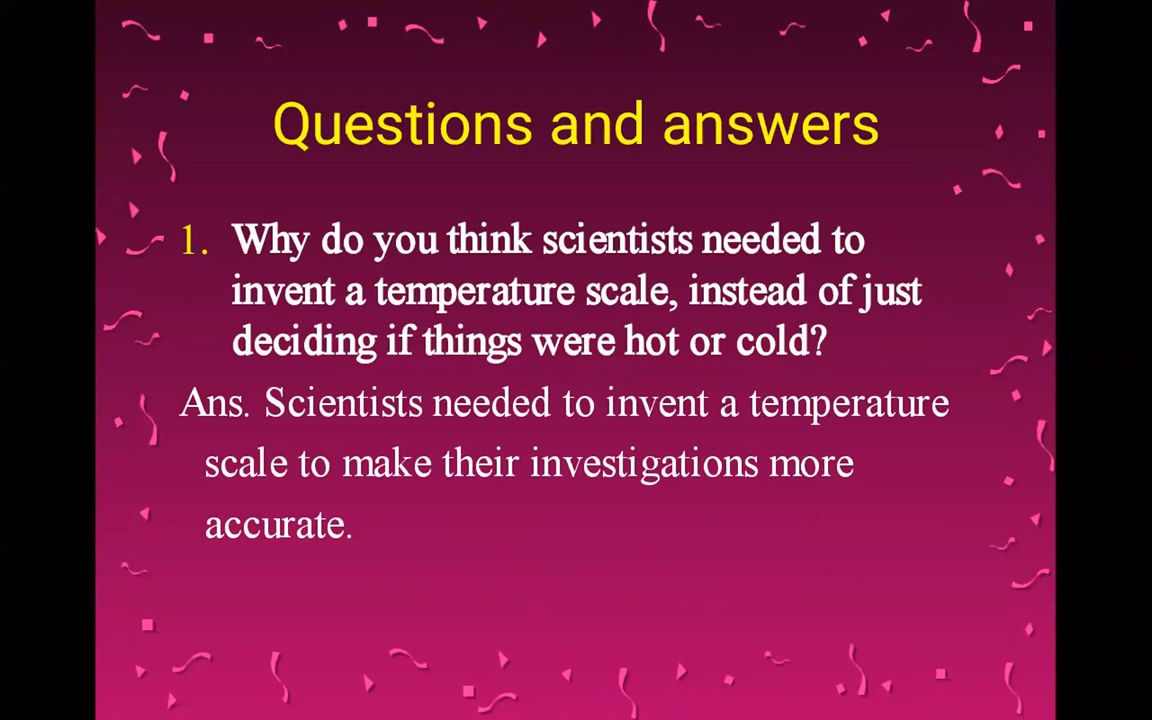 Questions and answers
1. Why do you think scientists needed to
invent a temperature scale, instead of just
deciding if things were hot or cold?
Ans. Scientists needed to invent a temperature
scale to make their investigations more
accurate.